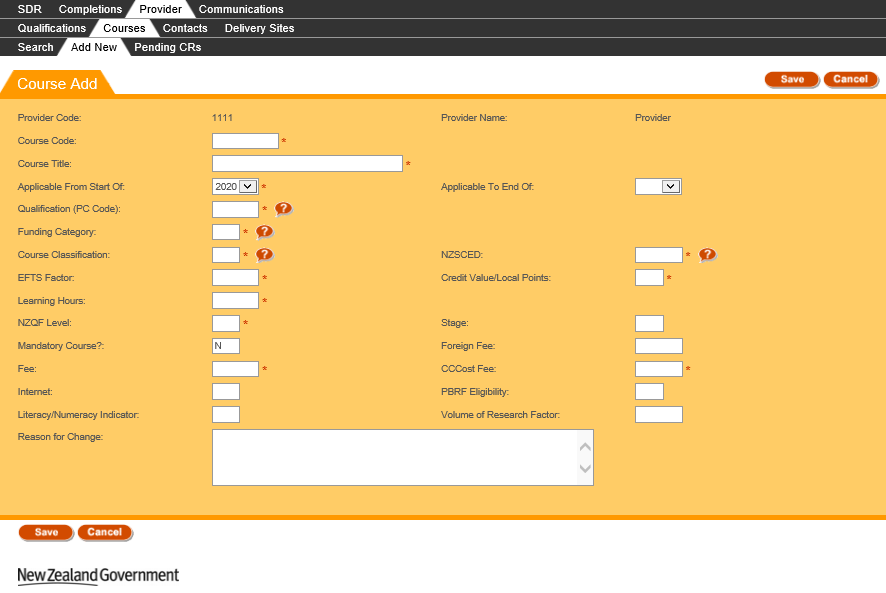 SDR Completions Provider Communications
Qualifications Courses Contacts Delivery Sites
Search Add New Pending CRs
Course Add Save Cancel
Provider Code: 1111 Provider Name: Provider
Course Code: *
Course Title: *
Applicable From Start Of: 2020 * Applicable To End Of:
Qualification (PC Code): * ?
Funding Category: * ?
Course Classification: * ? NZSCED: * ?
EFTS Factor: * Credit Value/Local Points: *
Learning Hours: *
NZQF Level: * Stage:
Mandatory Course?: N Foreign Fee:
Fee: * CCCost Fee: *
Internet: PBRF Eligibility:
Literacy/Numeracy Indicator: Volume of Research Factor:
Reason for Change:
Save Cancel
New Zealand Government